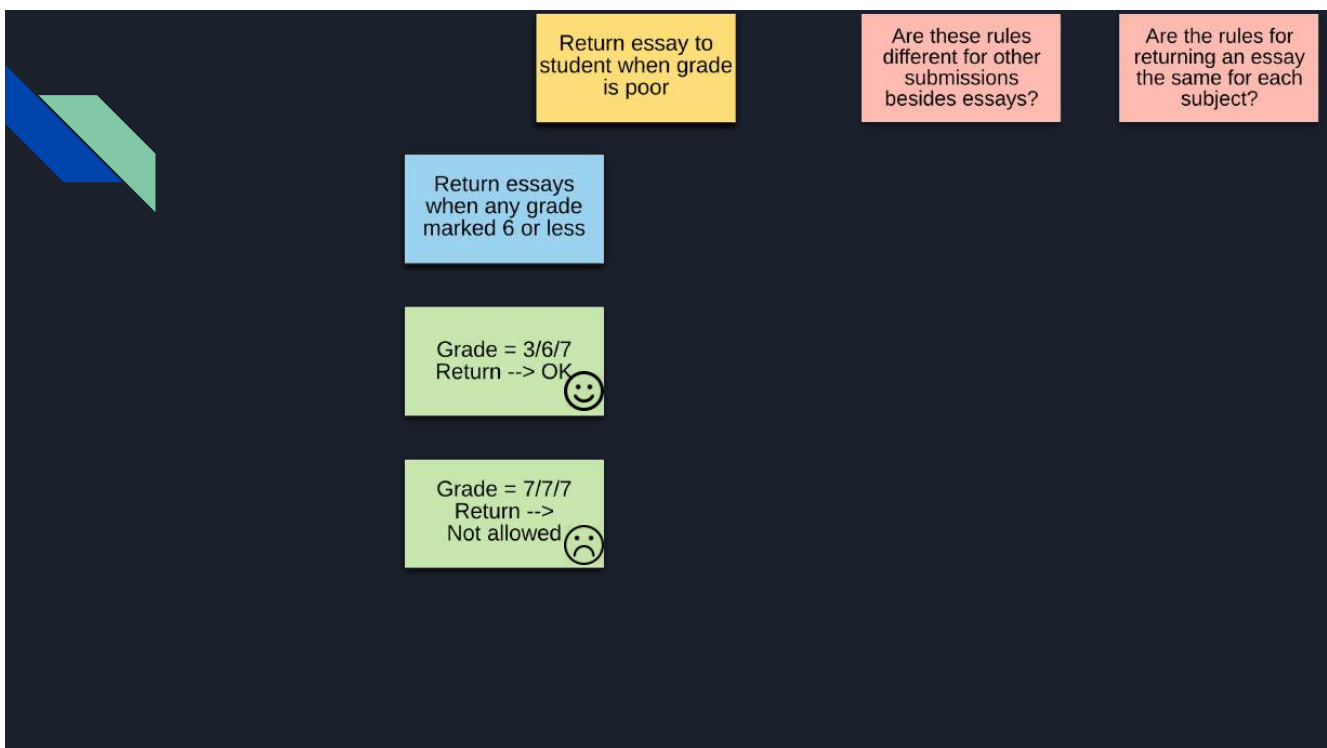 Return essay to
student when grade
is poor
Are these rules
different for other
submissions
besides essays?
Are the rules for
returning an essay
the same for each
subject?
Return essays
when any grade
marked 6 or less
Grade = 3/6/7
Return --> OK
Grade = 7/7/7
Return -->
Not allowed